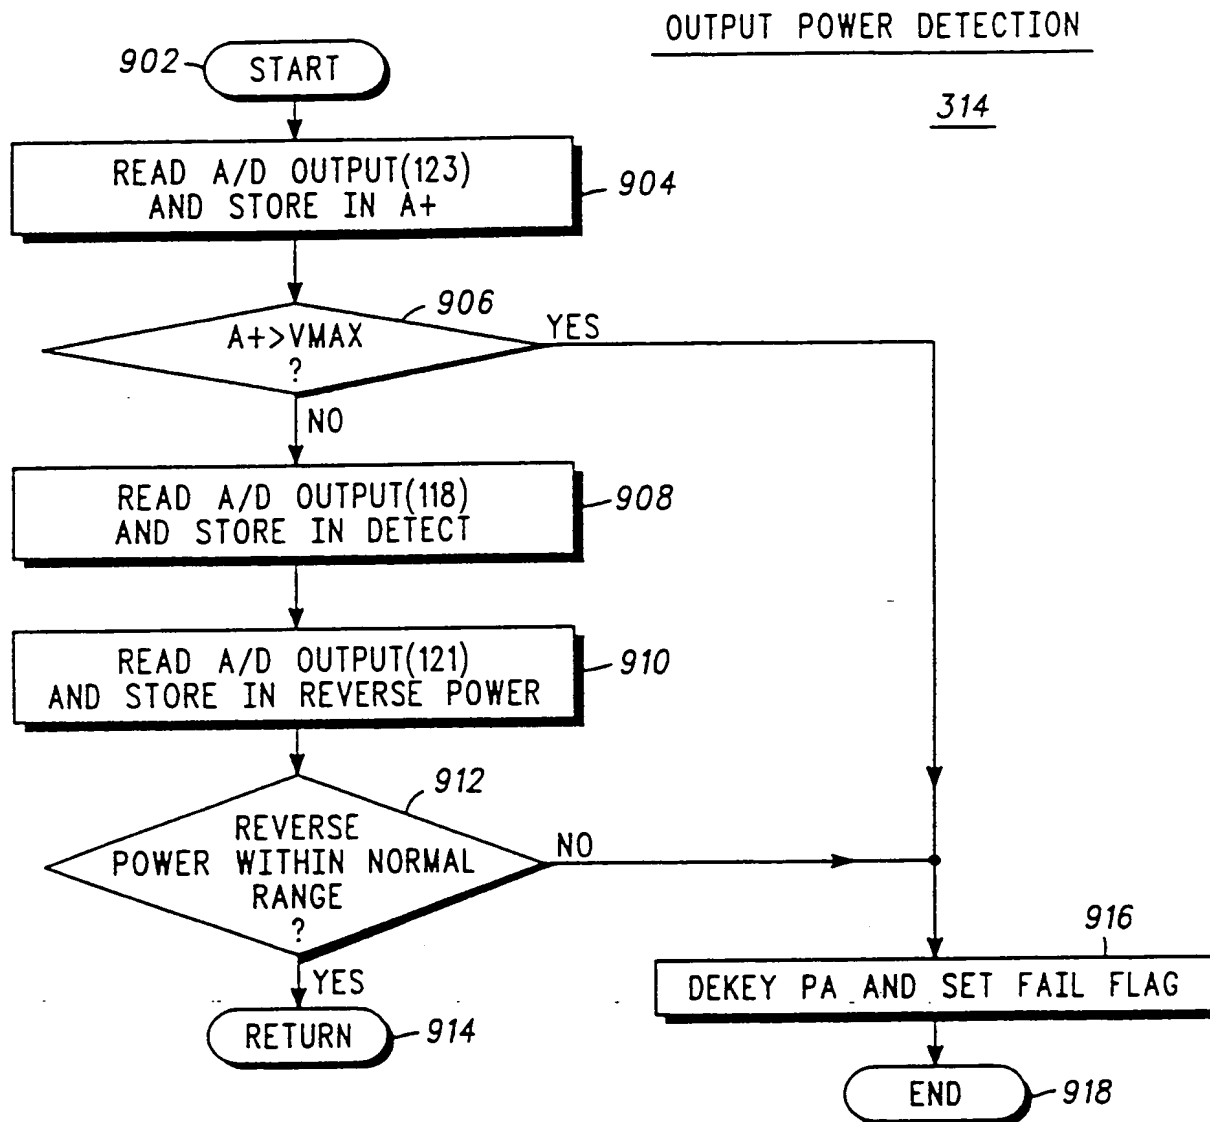 OUTPUT POWER DETECTION
314
902
START
READ A/D OUTPUT(123)
AND STORE IN A+
904
906
A+>VMAX
?
YES
NO
READ A/D OUTPUT(118)
AND STORE IN DETECT
908
READ A/D OUTPUT(121)
AND STORE IN REVERSE POWER
910
912
REVERSE
POWER WITHIN NORMAL
RANGE
?
NO
YES
916
DEKEY PA AND SET FAIL FLAG
RETURN
914
END
918